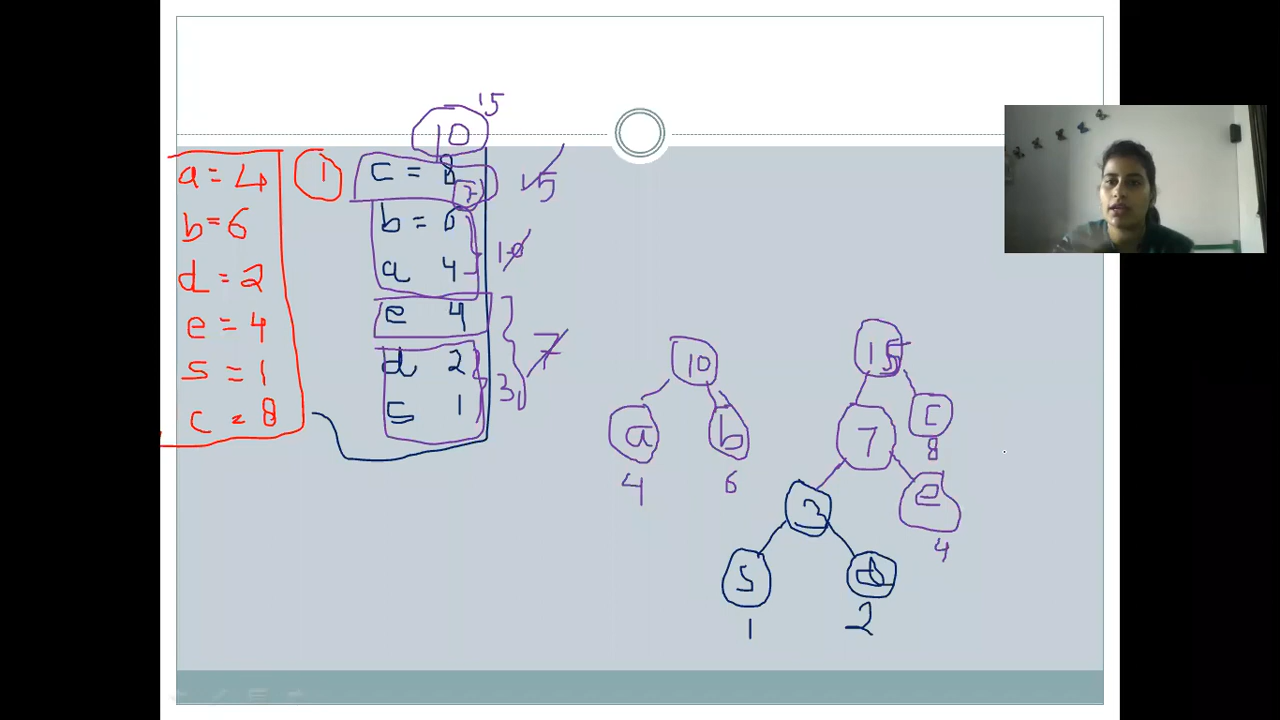 15
10
a = 4
b = 6
d = 2
e = 4
s = 1
c = 8
1
c = 8
7
15
b = 6
a 4
10
e 4
7
d 2
3
s 1
10
a
b
4
6
15
7
c
8
3
e
4
s
d
1
2